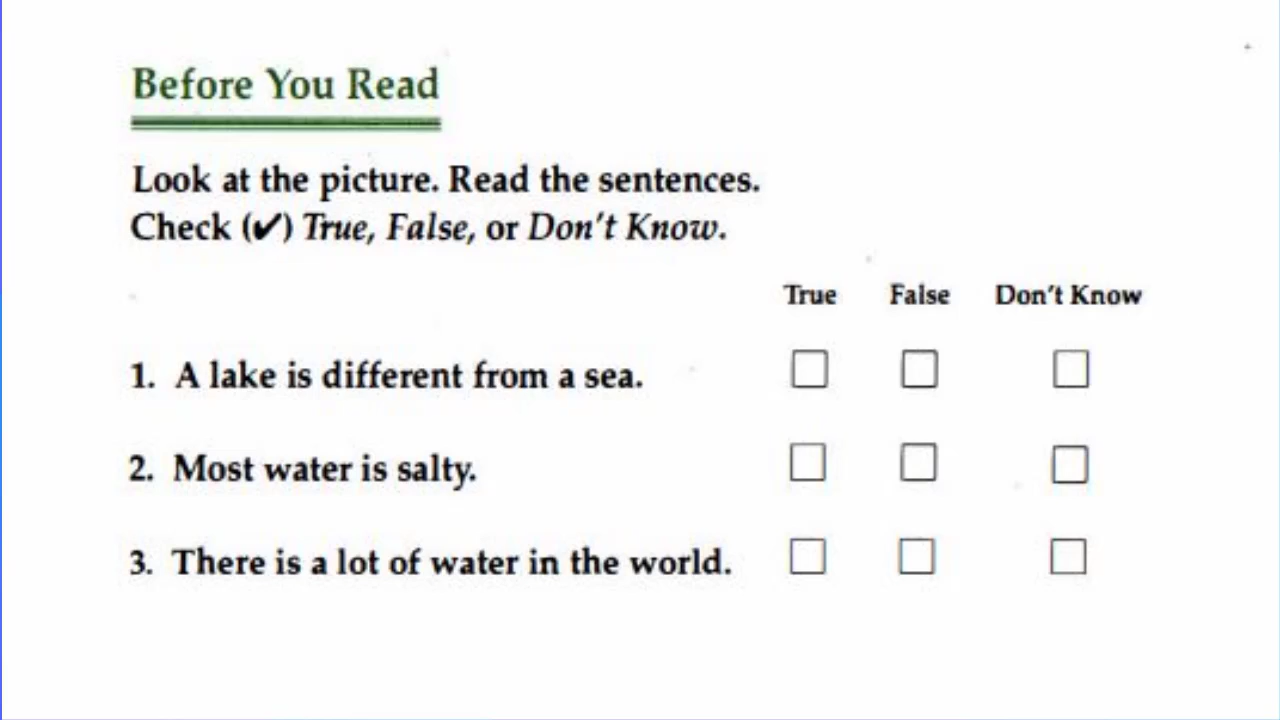 Before You Read
Look at the picture. Read the sentences.
Check (✔) True, False, or Don't Know.
True False Don't Know
1. A lake is different from a sea. ☐ ☐ ☐
2. Most water is salty. ☐ ☐ ☐
3. There is a lot of water in the world. ☐ ☐ ☐